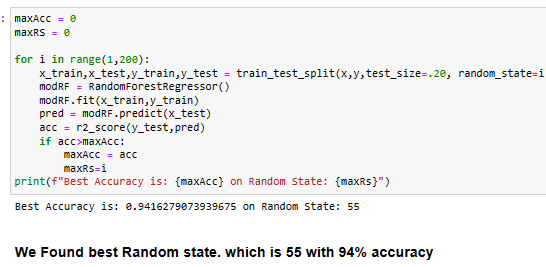 : maxAcc = 0
maxRS = 0
for i in range(1,200):
x_train,x_test,y_train,y_test = train_test_split(x,y,test_size=.20, random_state=i
modRF = RandomForestRegressor()
modRF.fit(x_train,y_train)
pred = modRF.predict(x_test)
acc = r2_score(y_test,pred)
if acc>maxAcc:
maxAcc = acc
maxRs=i
print(f"Best Accuracy is: {maxAcc} on Random State: {maxRs}")
Best Accuracy is: 0.9416279073939675 on Random State: 55
We Found best Random state. which is 55 with 94% accuracy